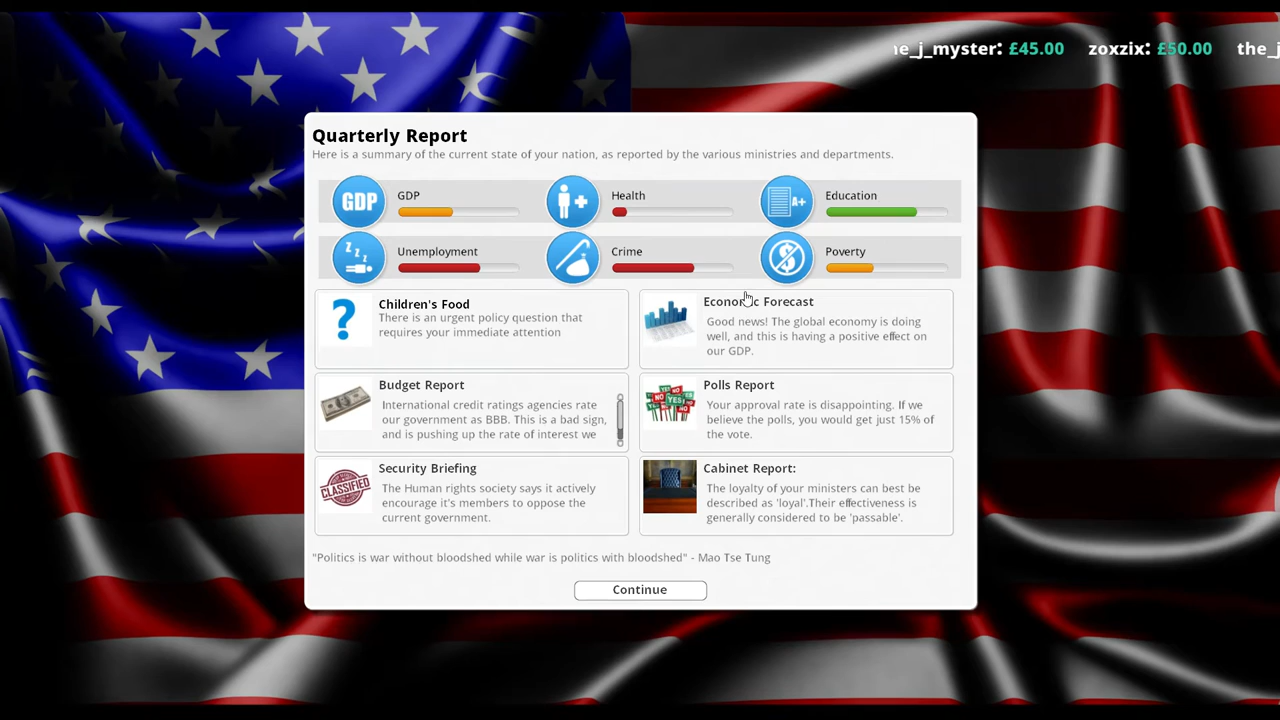 he_j_myster: £45.00 zoxzix: £50.00 the_j
Quarterly Report
Here is a summary of the current state of your nation, as reported by the various ministries and departments.
GDP
GDP
Health
A+
Education
Z Z Z
Unemployment
Crime
$
Poverty
?
Children's Food
There is an urgent policy question that
requires your immediate attention
Economic Forecast
Good news! The global economy is doing
well, and this is having a positive effect on
our GDP.
Budget Report
International credit ratings agencies rate
our government as BBB. This is a bad sign,
and is pushing up the rate of interest we
NO YES NO
Polls Report
Your approval rate is disappointing. If we
believe the polls, you would get just 15% of
the vote.
CLASSIFIED
Security Briefing
The Human rights society says it actively
encourage it's members to oppose the
current government.
Cabinet Report:
The loyalty of your ministers can best be
described as 'loyal'.Their effectiveness is
generally considered to be 'passable'.
"Politics is war without bloodshed while war is politics with bloodshed" - Mao Tse Tung
Continue